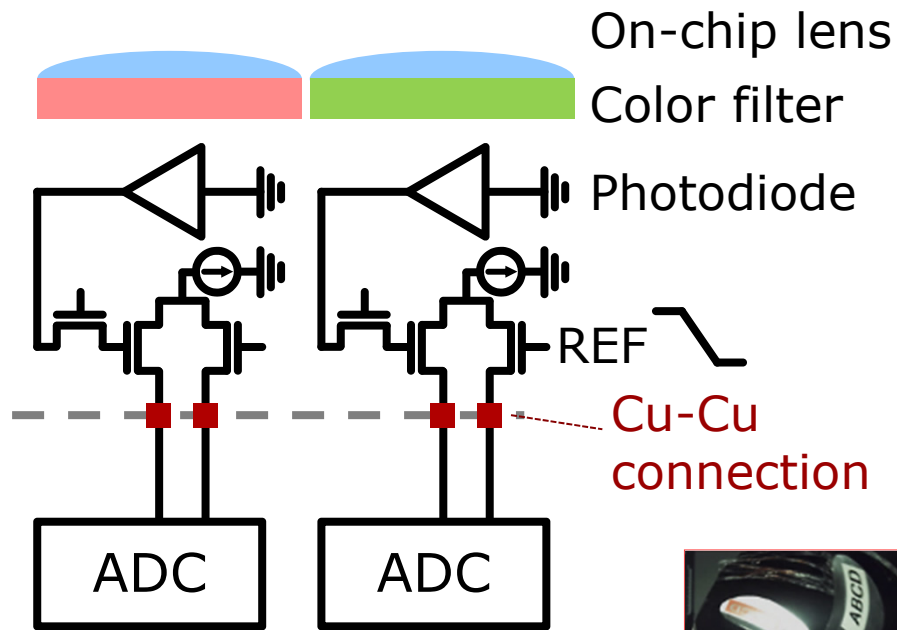 On-chip lens
Color filter
Photodiode
REF
Cu-Cu
connection
ADC
ADC
ABCD